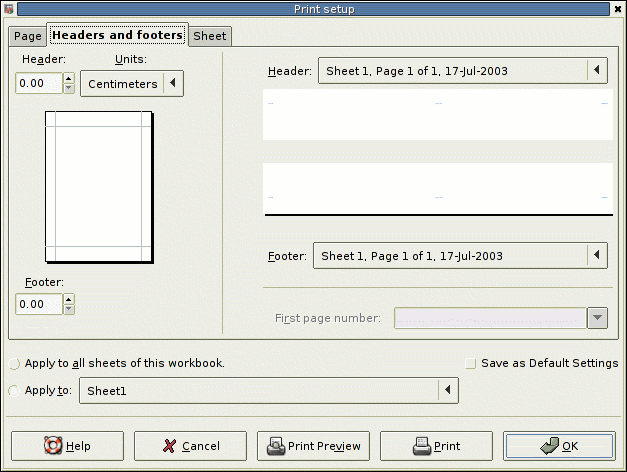 Print setup
Page Headers and footers Sheet
Header: Units:
0.00 Centimeters
Header: Sheet 1, Page 1 of 1, 17-Jul-2003
Footer: Sheet 1, Page 1 of 1, 17-Jul-2003
Footer:
0.00
First page number:
Apply to all sheets of this workbook.
Save as Default Settings
Apply to: Sheet1
Help Cancel Print Preview Print OK